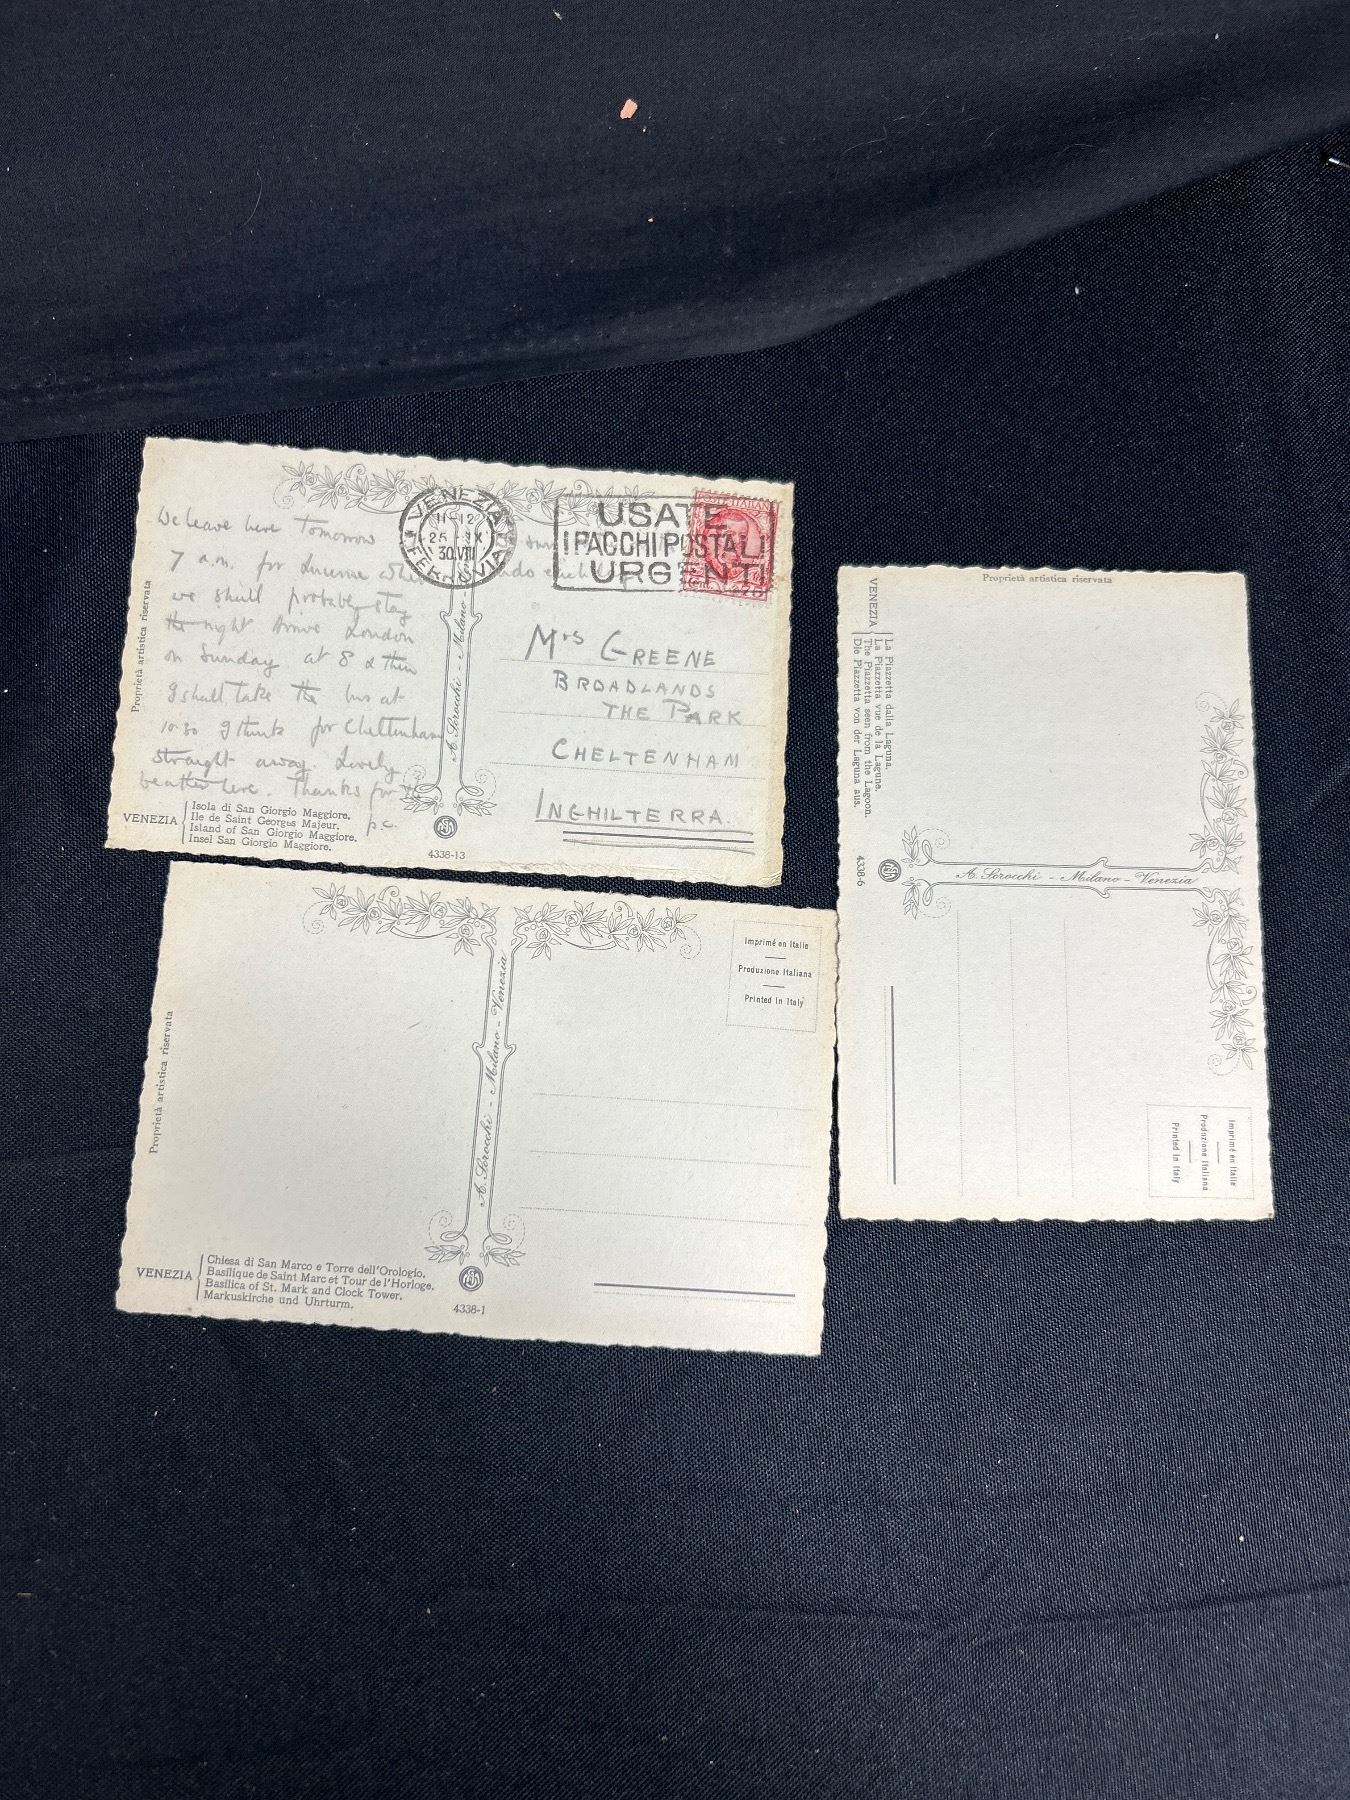 We leave here Tomorrow
7 a.m. for Lucerne
we shall probably stay
the night. Arrive London
on Sunday at 8 & then
I shall take the bus at
10.30 I think for Cheltenham
straight away. Lovely
here. Thanks for
p.c.
VENEZIA
11-12
25 IX
30.VIII
FERROVIA
USATE
I PACCHI POSTALI
URGENTI
POSTE ITALIANE
Mrs GREENE
BROADLANDS
THE PARK
CHELTENHAM
INGHILTERRA.
Proprietà artistica riservata
A. Scrocchi - Milano -
VENEZIA
Isola di San Giorgio Maggiore.
Ile de Saint Georges Majeur.
Island of San Giorgio Maggiore.
Insel San Giorgio Maggiore.
4338-13
Proprietà artistica riservata
VENEZIA
La Piazzetta dalla Laguna.
La Piazzetta vue de la Lagune.
The Piazzetta seen from the Lagoon.
Die Piazzetta von der Laguna aus.
4338-6
A. Scrocchi - Milano - Venezia
Imprimé en Italie
Produzione Italiana
Printed in Italy
Imprimé en Italie
Produzione Italiana
Printed in Italy
Proprietà artistica riservata
A. Scrocchi - Milano - Venezia
VENEZIA
Chiesa di San Marco e Torre dell'Orologio.
Basilique de Saint Marc et Tour de l'Horloge.
Basilica of St. Mark and Clock Tower.
Markuskirche und Uhrturm.
4338-1